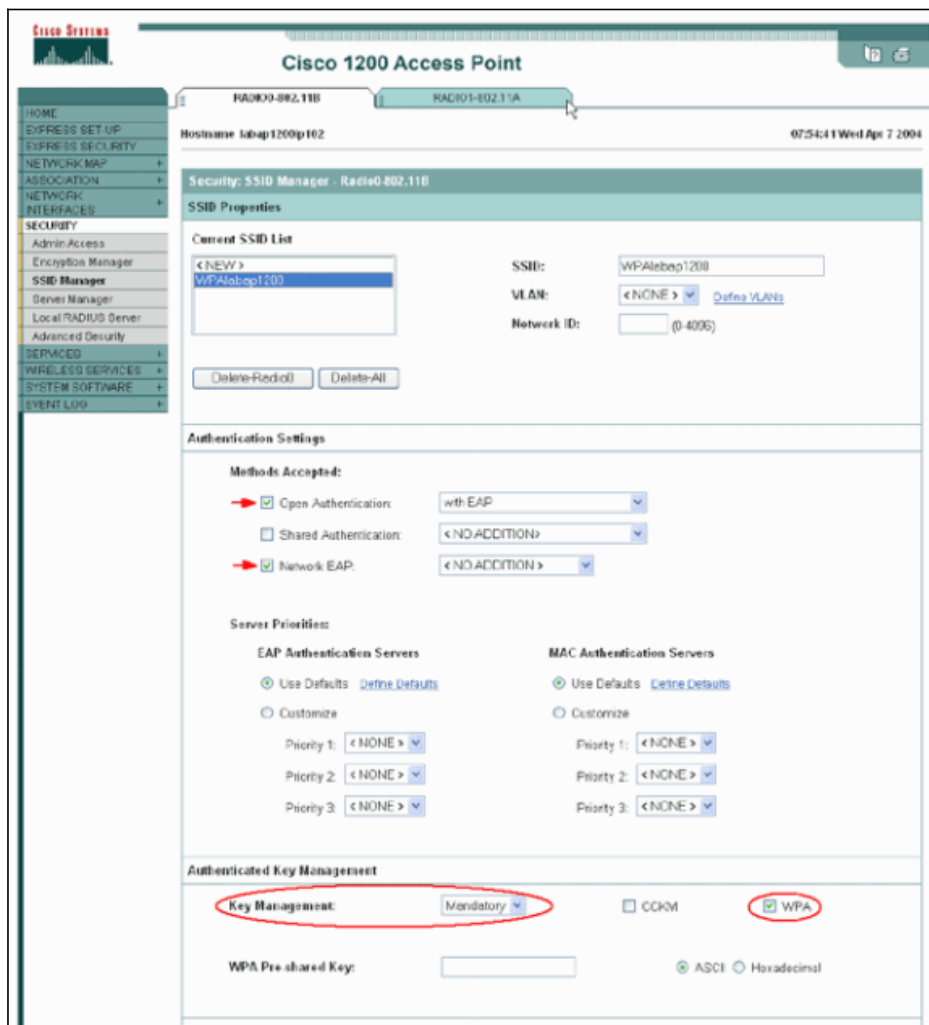 CISCO SYSTEMS
Cisco 1200 Access Point
RADIO0-802.11B
RADIO1-802.11A
HOME
EXPRESS SET-UP
EXPRESS SECURITY
NETWORK MAP +
ASSOCIATION +
NETWORK INTERFACES +
SECURITY
Admin Access
Encryption Manager
SSID Manager
Server Manager
Local RADIUS Server
Advanced Security
SERVICES +
WIRELESS SERVICES +
SYSTEM SOFTWARE +
EVENT LOG +
Hostname labap1200ip102
07:54:41 Wed Apr 7 2004
Security: SSID Manager - Radio0-802.11B
SSID Properties
Current SSID List
< NEW >
WPAlabap1200
SSID: WPAlabap1200
VLAN: < NONE > Define VLANs
Network ID: (0-4096)
Delete-Radio0 Delete-All
Authentication Settings
Methods Accepted:
Open Authentication: with EAP
Shared Authentication: < NO ADDITION>
Network EAP: < NO ADDITION >
Server Priorities:
EAP Authentication Servers
Use Defaults Define Defaults
Customize
Priority 1: < NONE >
Priority 2: < NONE >
Priority 3: < NONE >
MAC Authentication Servers
Use Defaults Define Defaults
Customize
Priority 1: < NONE >
Priority 2: < NONE >
Priority 3: < NONE >
Authenticated Key Management
Key Management: Mandatory CCKM WPA
WPA Pre-shared Key: ASCII Hexadecimal